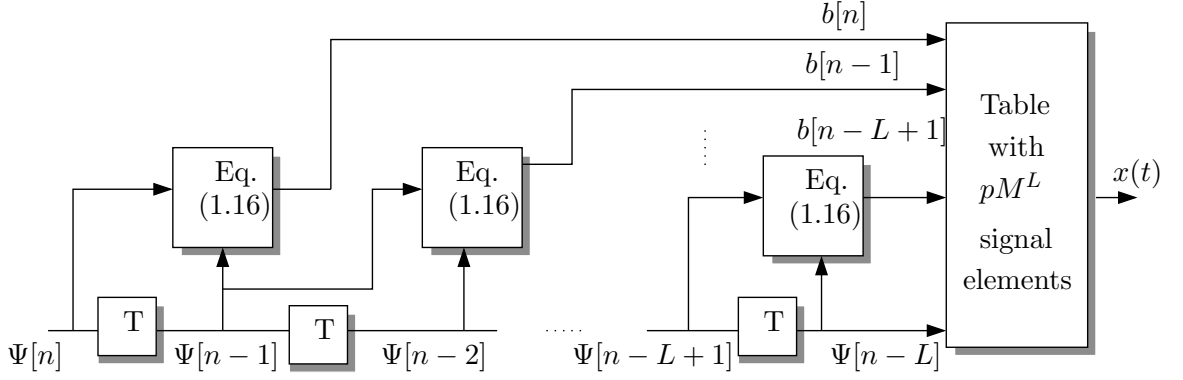 b[n]
b[n − 1]
b[n − L + 1]
Eq.
(1.16)
Eq.
(1.16)
Eq.
(1.16)
Table
with
pM^L
signal
elements
x(t)
T
T
T
Ψ[n]
Ψ[n − 1]
Ψ[n − 2]
Ψ[n − L + 1]
Ψ[n − L]